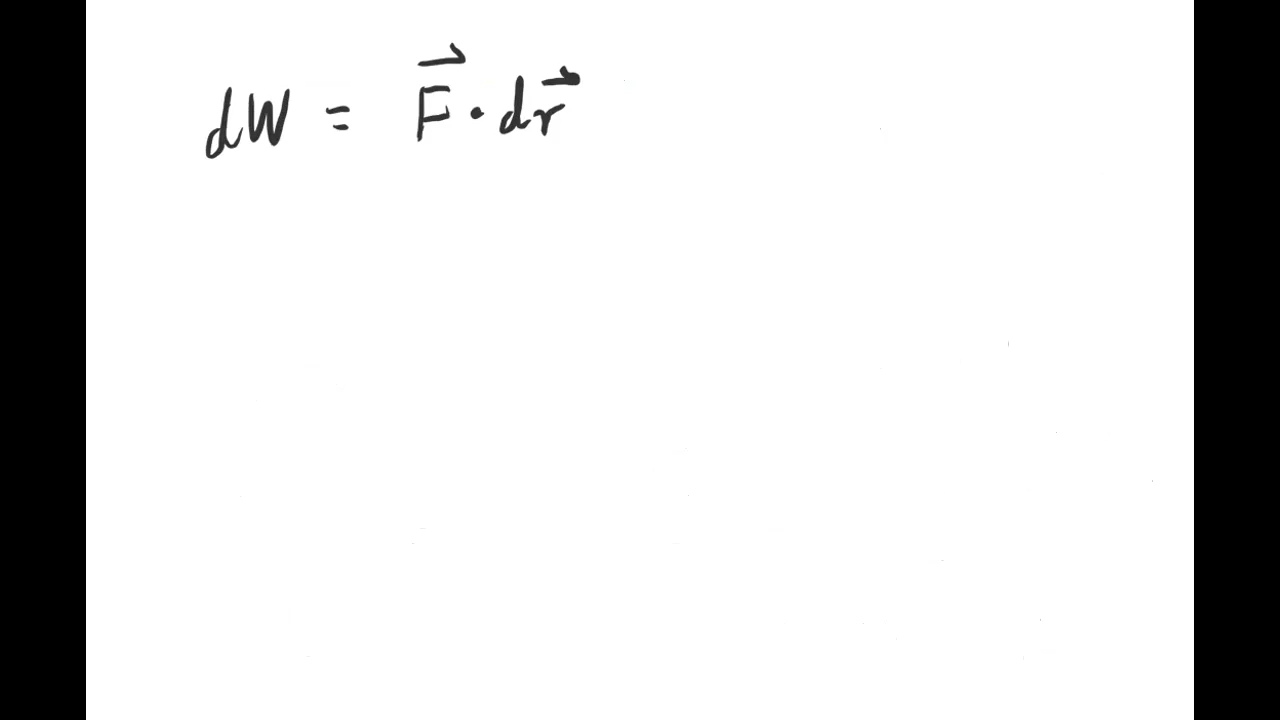 dW = F⃗ · dr⃗